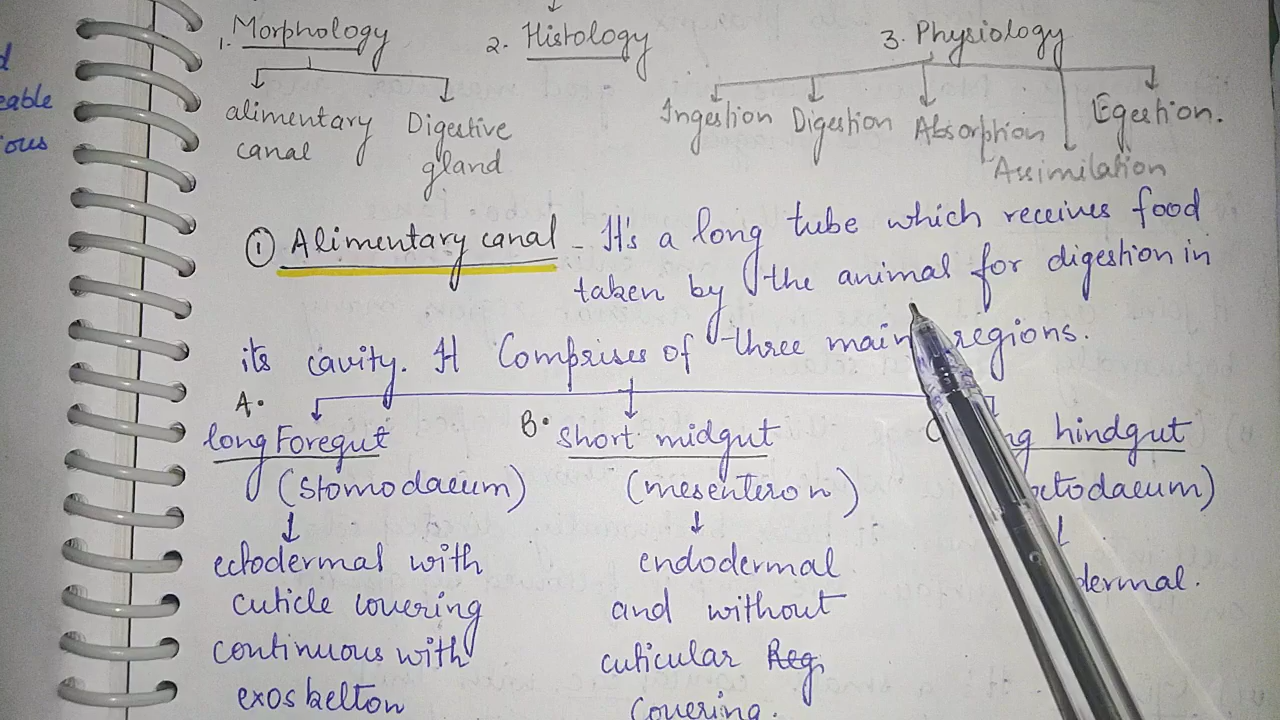 d
eable
ious
1. Morphology 2. Histology 3. Physiology
alimentary canal Digestive gland
Ingestion Digestion Absorption Assimilation Egestion.
① Alimentary canal - It's a long tube which receives food
taken by the animal for digestion in
its cavity. It Comprises of three main regions.
A. B.
long Foregut short midgut hindgut
(Stomodaeum) (mesenteron)
ectodermal with endodermal dermal.
cuticle covering and without
continuous with cuticular Reg,
exoskelton covering.